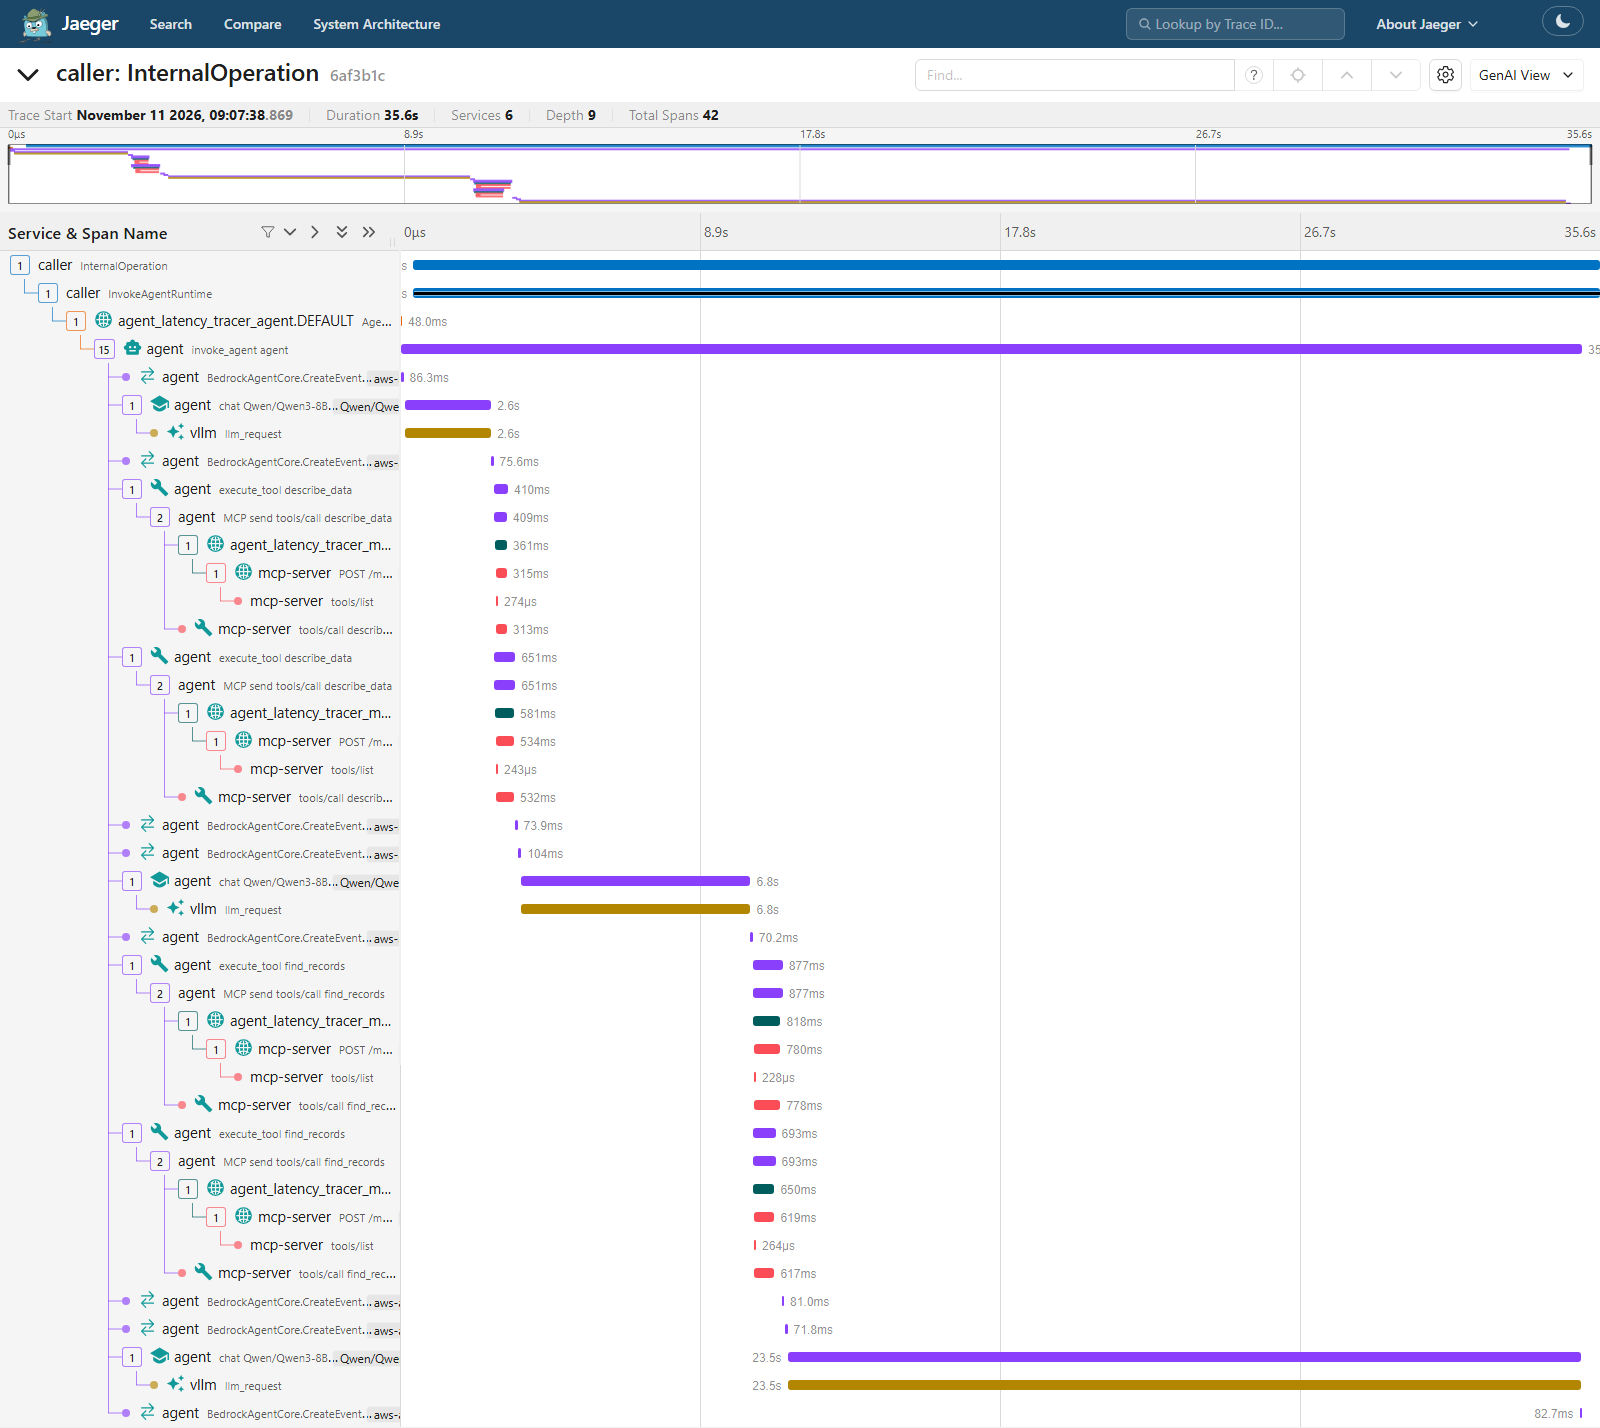 Jaeger Search Compare System Architecture Lookup by Trace ID... About Jaeger
caller: InternalOperation 6af3b1c Find... ? GenAI View
Trace Start November 11 2026, 09:07:38.869 Duration 35.6s Services 6 Depth 9 Total Spans 42
0µs 8.9s 17.8s 26.7s 35.6s
Service & Span Name 0µs 8.9s 17.8s 26.7s 35.6s
1 caller InternalOperation s
1 caller InvokeAgentRuntime s
1 agent_latency_tracer_agent.DEFAULT Age... 48.0ms
15 agent invoke_agent agent 35
agent BedrockAgentCore.CreateEvent... aws- 86.3ms
1 agent chat Qwen/Qwen3-8B... Qwen/Qwe 2.6s
vllm llm_request 2.6s
agent BedrockAgentCore.CreateEvent... aws- 75.6ms
1 agent execute_tool describe_data 410ms
2 agent MCP send tools/call describe_data 409ms
1 agent_latency_tracer_m... 361ms
1 mcp-server POST /m... 315ms
mcp-server tools/list 274µs
mcp-server tools/call describ... 313ms
1 agent execute_tool describe_data 651ms
2 agent MCP send tools/call describe_data 651ms
1 agent_latency_tracer_m... 581ms
1 mcp-server POST /m... 534ms
mcp-server tools/list 243µs
mcp-server tools/call describ... 532ms
agent BedrockAgentCore.CreateEvent... aws- 73.9ms
agent BedrockAgentCore.CreateEvent... aws- 104ms
1 agent chat Qwen/Qwen3-8B... Qwen/Qwe 6.8s
vllm llm_request 6.8s
agent BedrockAgentCore.CreateEvent... aws- 70.2ms
1 agent execute_tool find_records 877ms
2 agent MCP send tools/call find_records 877ms
1 agent_latency_tracer_m... 818ms
1 mcp-server POST /m... 780ms
mcp-server tools/list 228µs
mcp-server tools/call find_rec... 778ms
1 agent execute_tool find_records 693ms
2 agent MCP send tools/call find_records 693ms
1 agent_latency_tracer_m... 650ms
1 mcp-server POST /m... 619ms
mcp-server tools/list 264µs
mcp-server tools/call find_rec... 617ms
agent BedrockAgentCore.CreateEvent... aws- 81.0ms
agent BedrockAgentCore.CreateEvent... aws- 71.8ms
1 agent chat Qwen/Qwen3-8B... Qwen/Qwe 23.5s
vllm llm_request 23.5s
agent BedrockAgentCore.CreateEvent... aws- 82.7ms